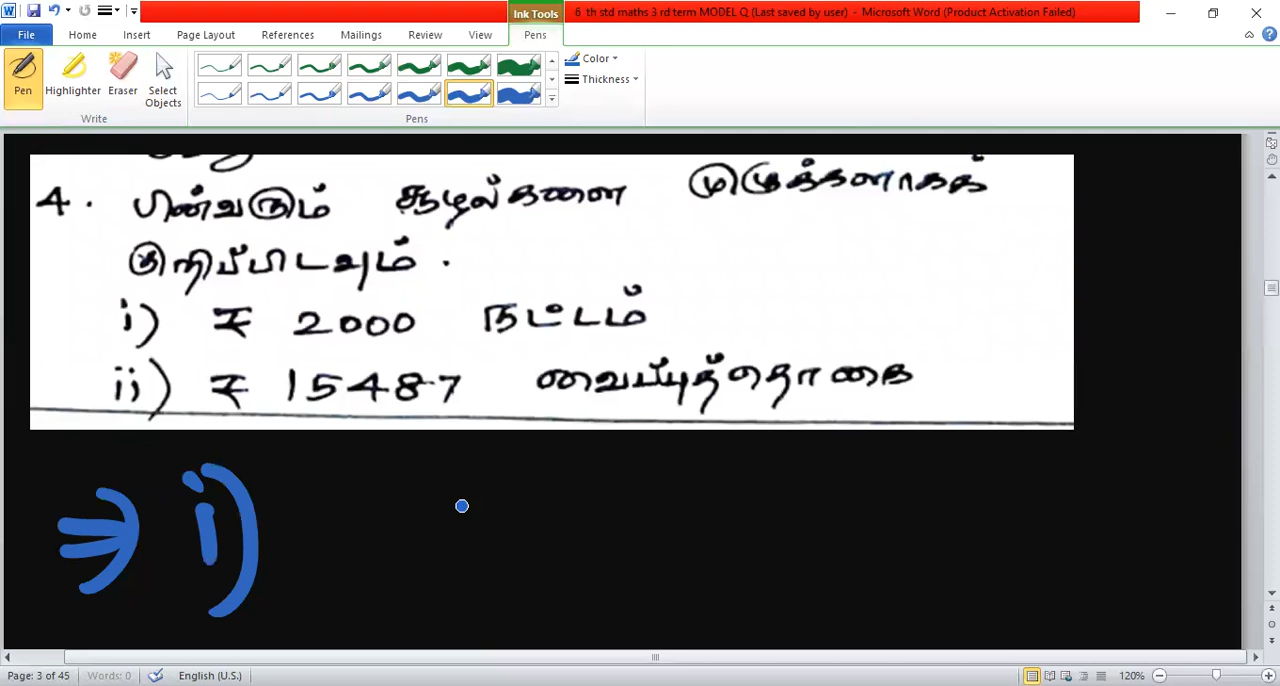 6 th std maths 3 rd term MODEL Q (Last saved by user) - Microsoft Word (Product Activation Failed)
Ink Tools
File Home Insert Page Layout References Mailings Review View Pens
Pen Highlighter Eraser Select Objects
Color
Thickness
Write Pens
4. பின்வரும் சூழல்களை முழுக்களாகக்
குறிப்பிடவும்.
i) ₹ 2000 நட்டம்
ii) ₹ 15487 வைப்புத்தொகை
⇒ i)
Page: 3 of 45 Words: 0 English (U.S.) 120%